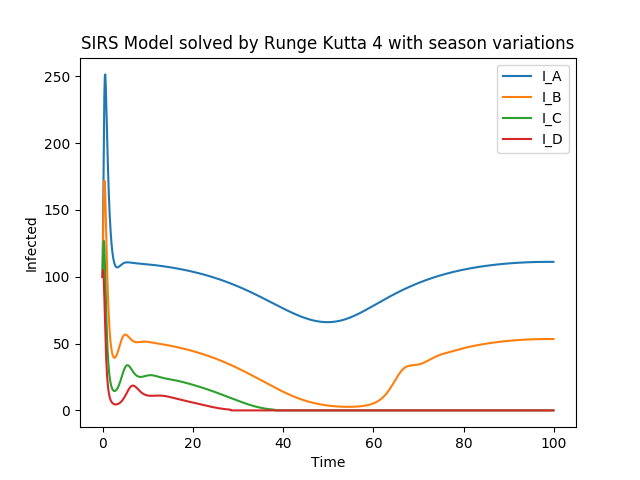 SIRS Model solved by Runge Kutta 4 with season variations
I_A
I_B
I_C
I_D
Infected
250
200
150
100
50
0
0 20 40 60 80 100
Time